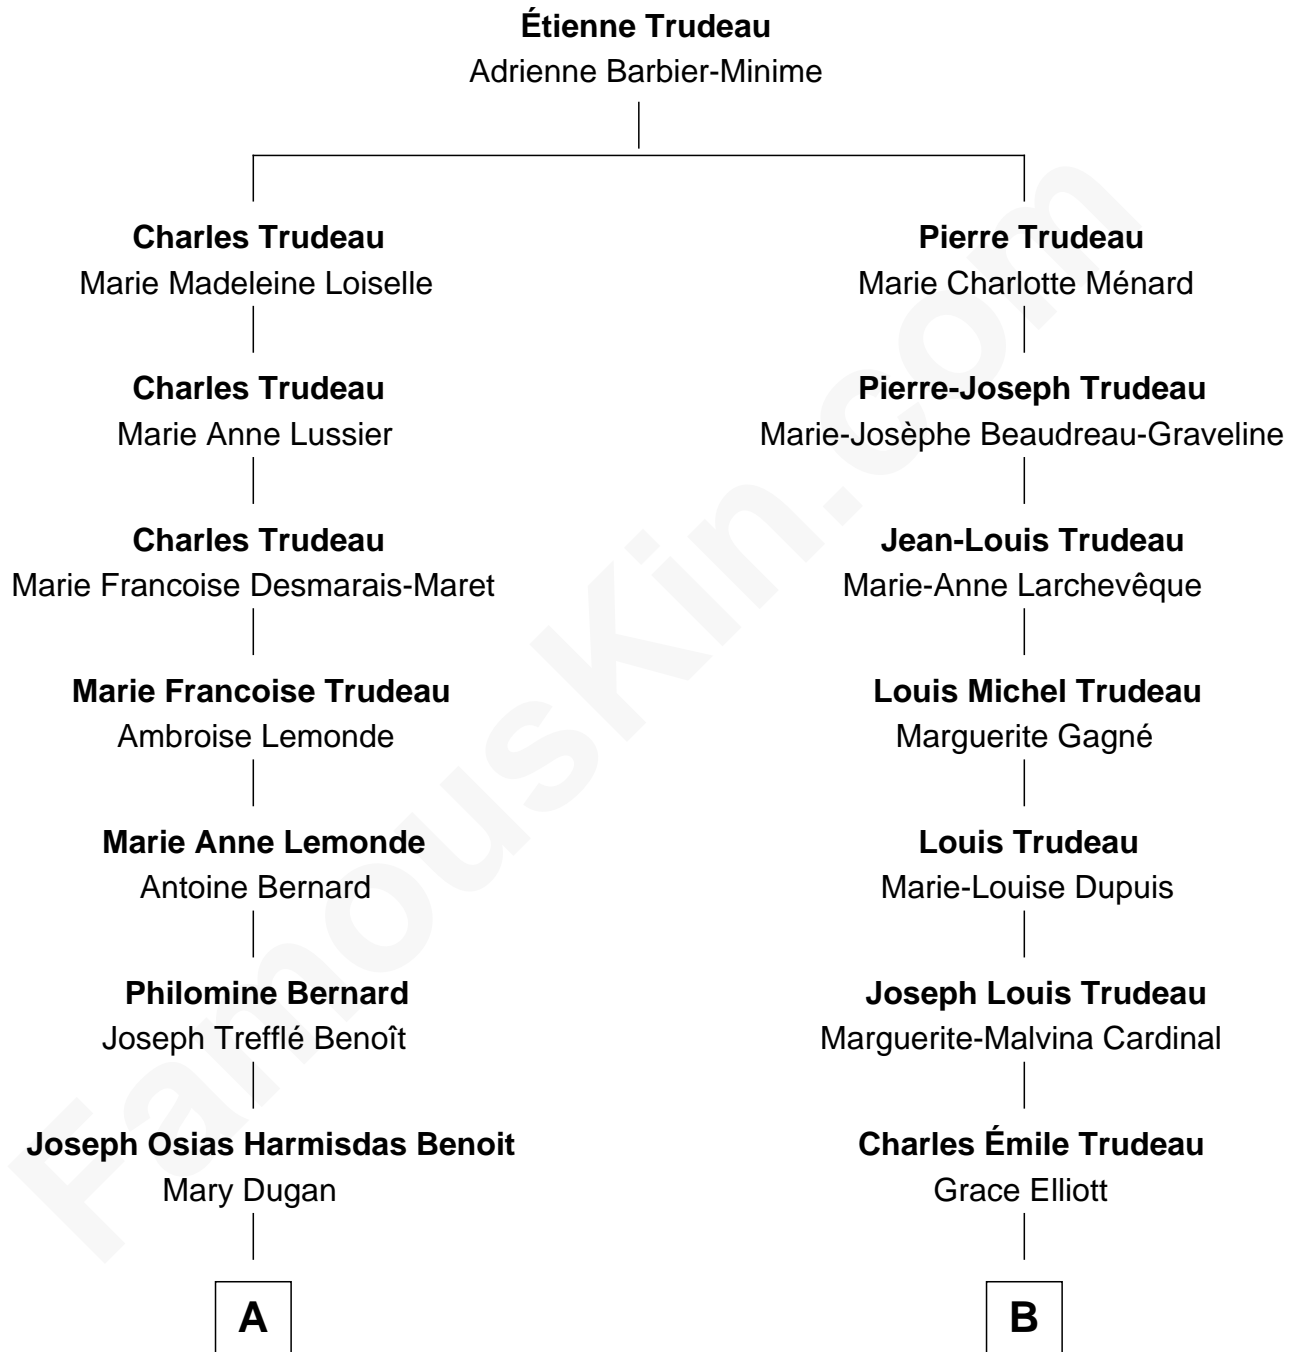 Étienne Trudeau
Adrienne Barbier-Minime
Charles Trudeau
Marie Madeleine Loiselle
Pierre Trudeau
Marie Charlotte Ménard
Charles Trudeau
Marie Anne Lussier
Pierre-Joseph Trudeau
Marie-Josèphe Beaudreau-Graveline
Charles Trudeau
Marie Francoise Desmarais-Maret
Jean-Louis Trudeau
Marie-Anne Larchevêque
Marie Francoise Trudeau
Ambroise Lemonde
Louis Michel Trudeau
Marguerite Gagné
Marie Anne Lemonde
Antoine Bernard
Louis Trudeau
Marie-Louise Dupuis
Philomine Bernard
Joseph Trefflé Benoît
Joseph Louis Trudeau
Marguerite-Malvina Cardinal
Joseph Osias Harmisdas Benoit
Mary Dugan
Charles Émile Trudeau
Grace Elliott
A
B
FamousKin.com